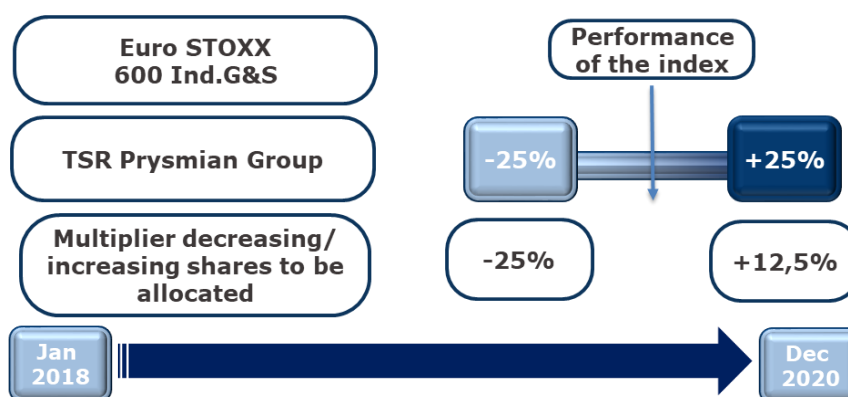 Euro STOXX
600 Ind.G&S
Performance
of the index
TSR Prysmian Group
-25%
+25%
Multiplier decreasing/
increasing shares to be
allocated
-25%
+12,5%
Jan
2018
Dec
2020